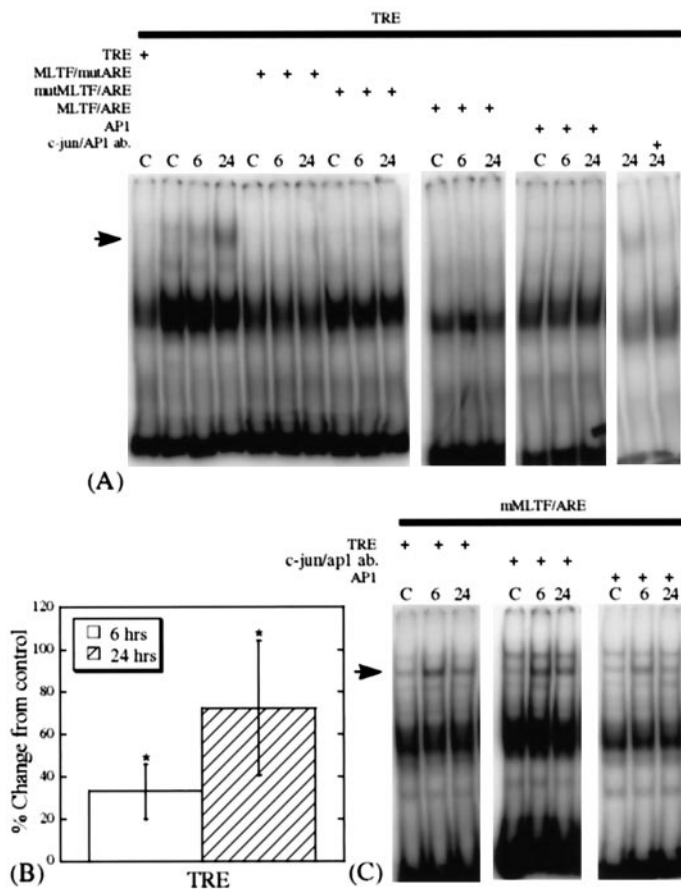 TRE
TRE +
MLTF/mutARE + + +
mutMLTF/ARE + + +
MLTF/ARE + + +
AP1 + + +
c-jun/AP1 ab. +
C C 6 24 C 6 24 C 6 24 C 6 24 C 6 24 24 24
(A)
mMLTF/ARE
TRE + + +
c-jun/ap1 ab. + + +
AP1 + + +
C 6 24 C 6 24 C 6 24
120
100
80
60
40
20
0
% Change from control
6 hrs
24 hrs
* *
TRE
(B)
(C)